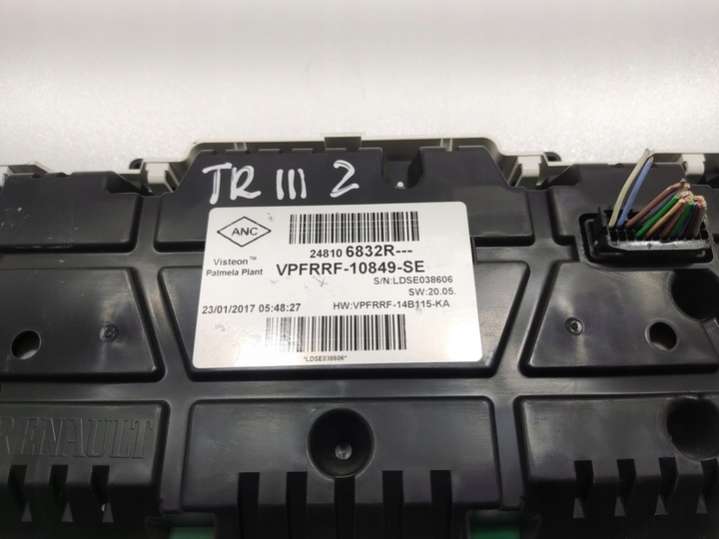 TR III 2
ANC
Visteon™
Palmela Plant
24810 6832R---
VPFRRF-10849-SE
S/N:LDSE038606
SW:20.05.
23/01/2017 05:48:27
HW:VPFRRF-14B115-KA
*LDSE038606*
RENAULT